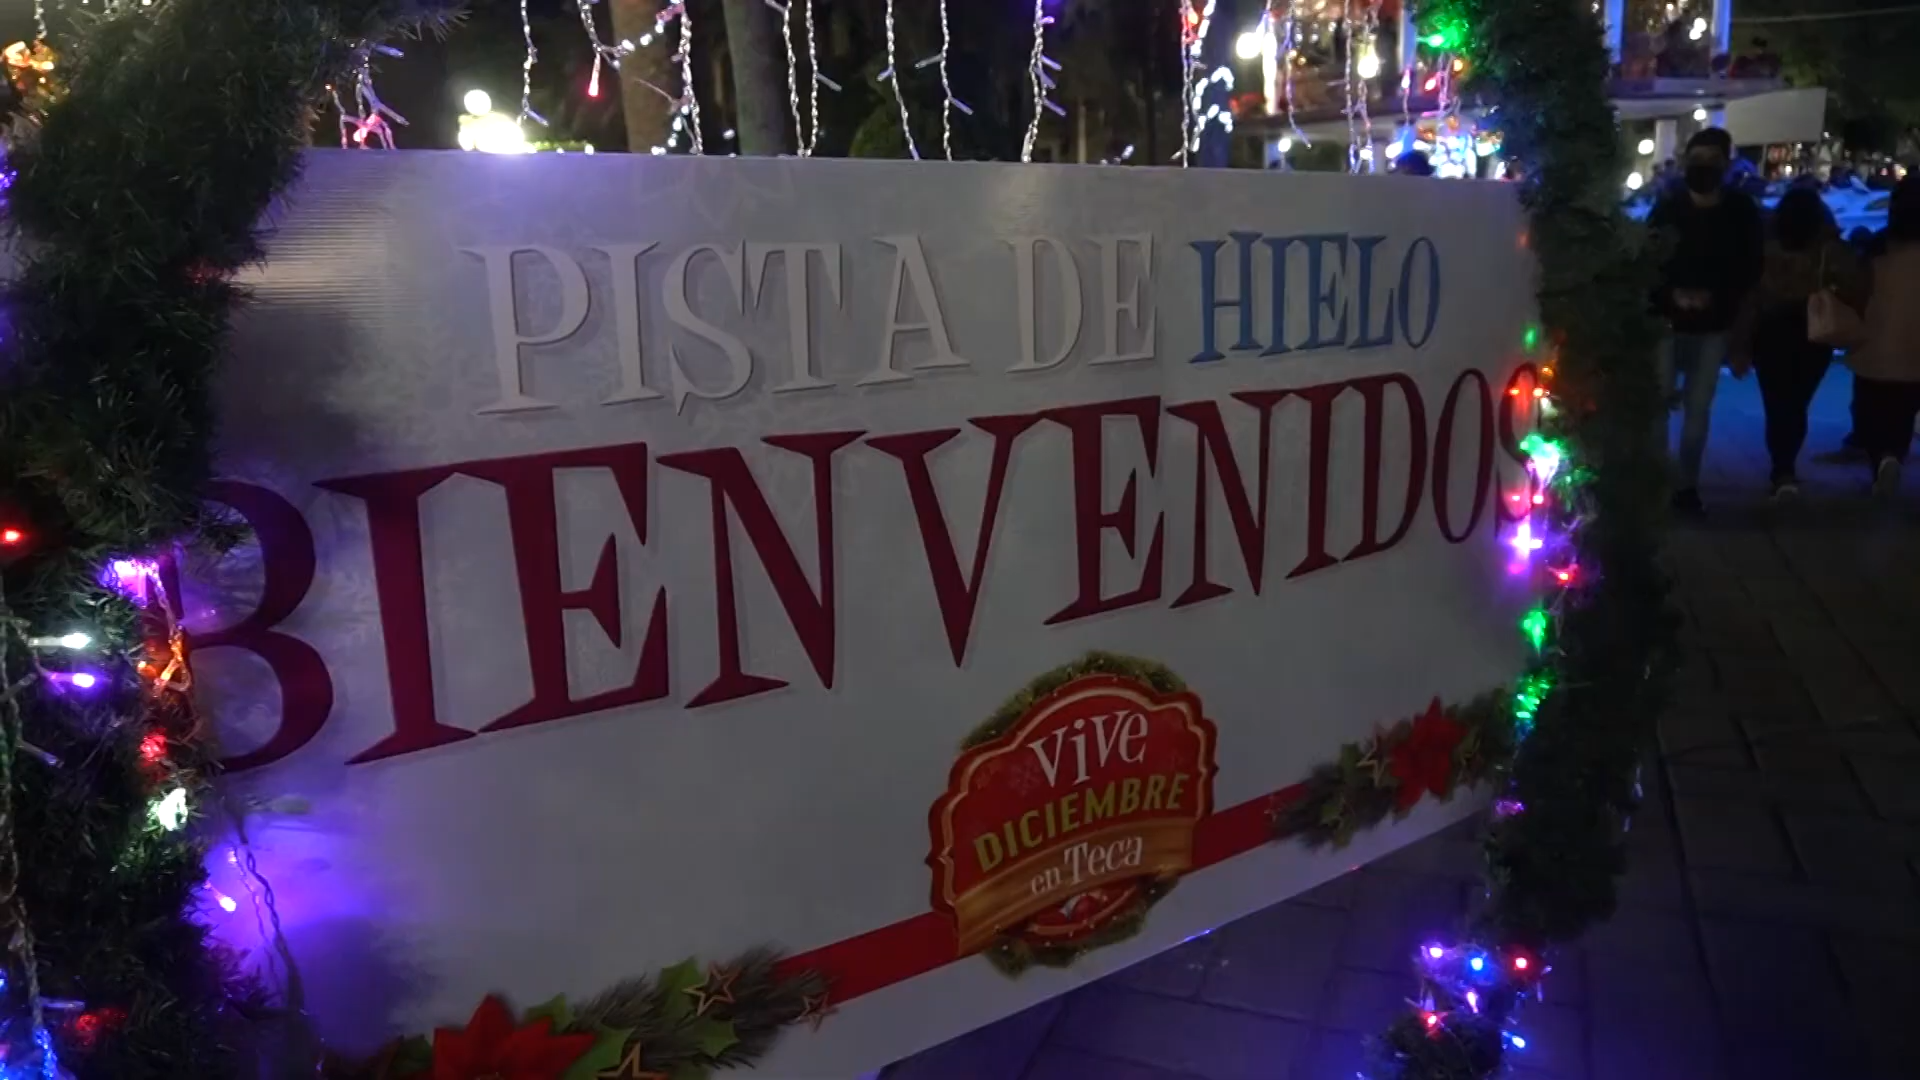 PISTA DE HIELO
BIENVENIDOS
ViVe
DICIEMBRE
en Teca